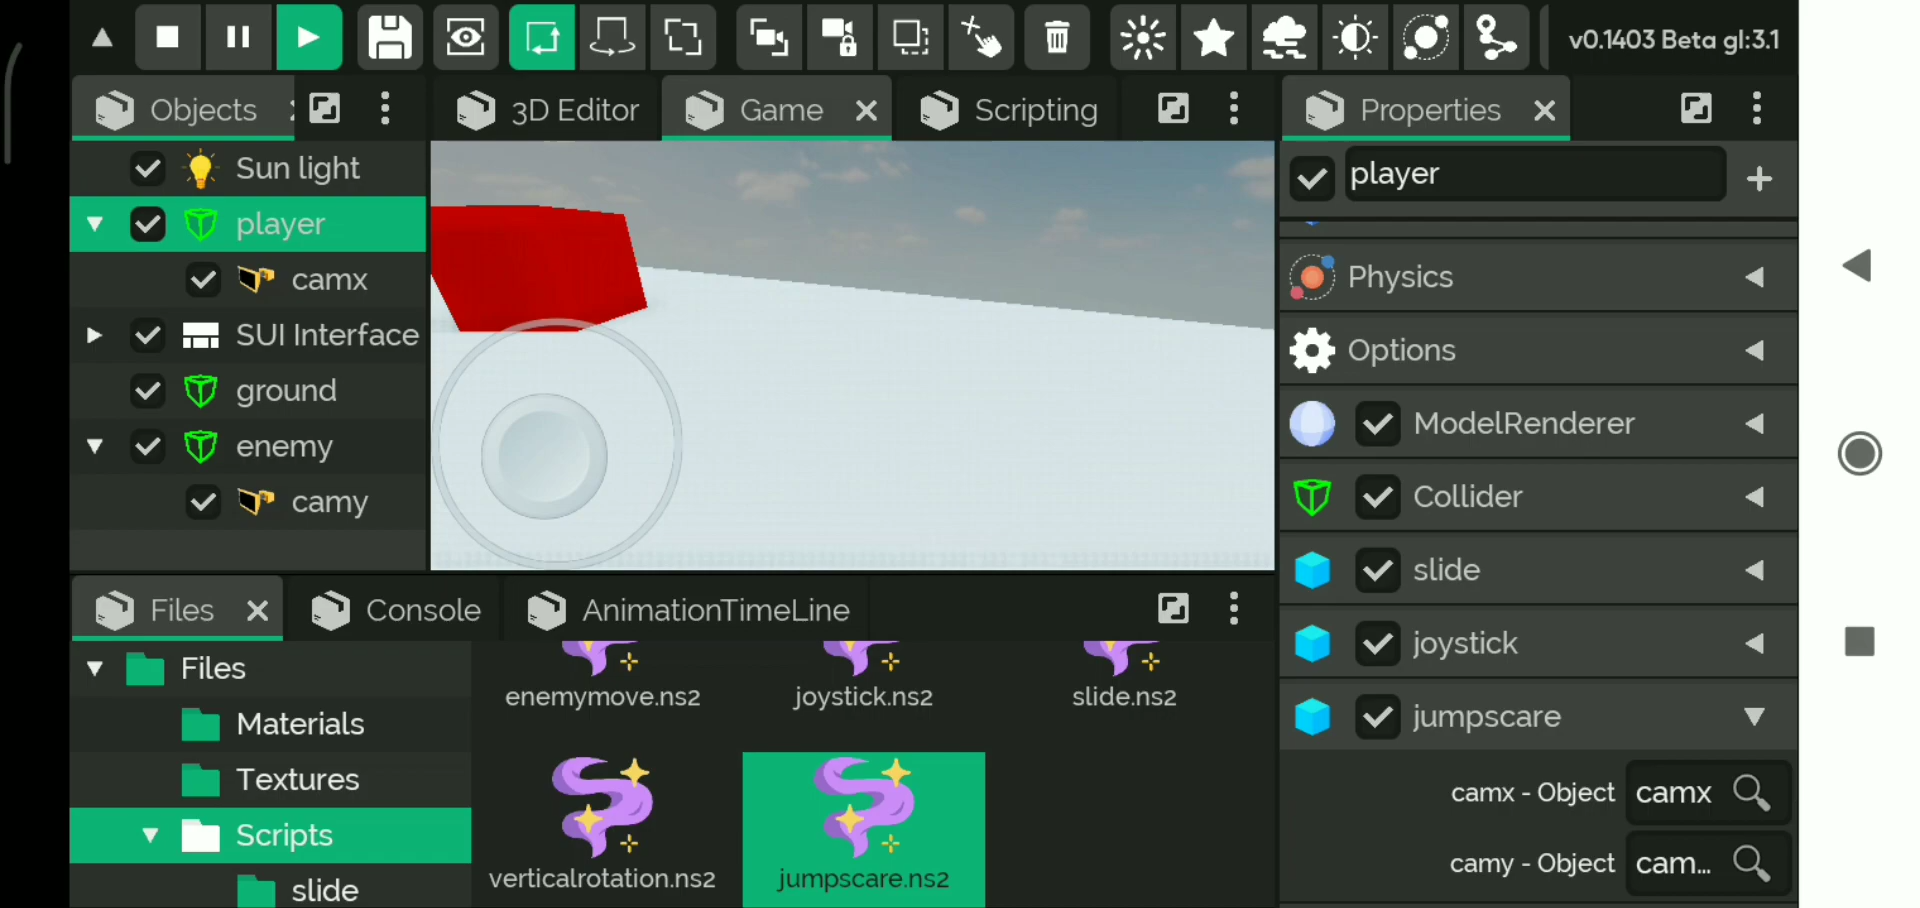 v0.1403 Beta gl:3.1
Objects
3D Editor
Game
Scripting
Properties
Sun light
player
camx
SUI Interface
ground
enemy
camy
player
Physics
Options
ModelRenderer
Collider
slide
joystick
jumpscare
camx - Object
camx
camy - Object
cam...
Files
Console
AnimationTimeLine
Files
Materials
Textures
Scripts
slide
enemymove.ns2
joystick.ns2
slide.ns2
verticalrotation.ns2
jumpscare.ns2